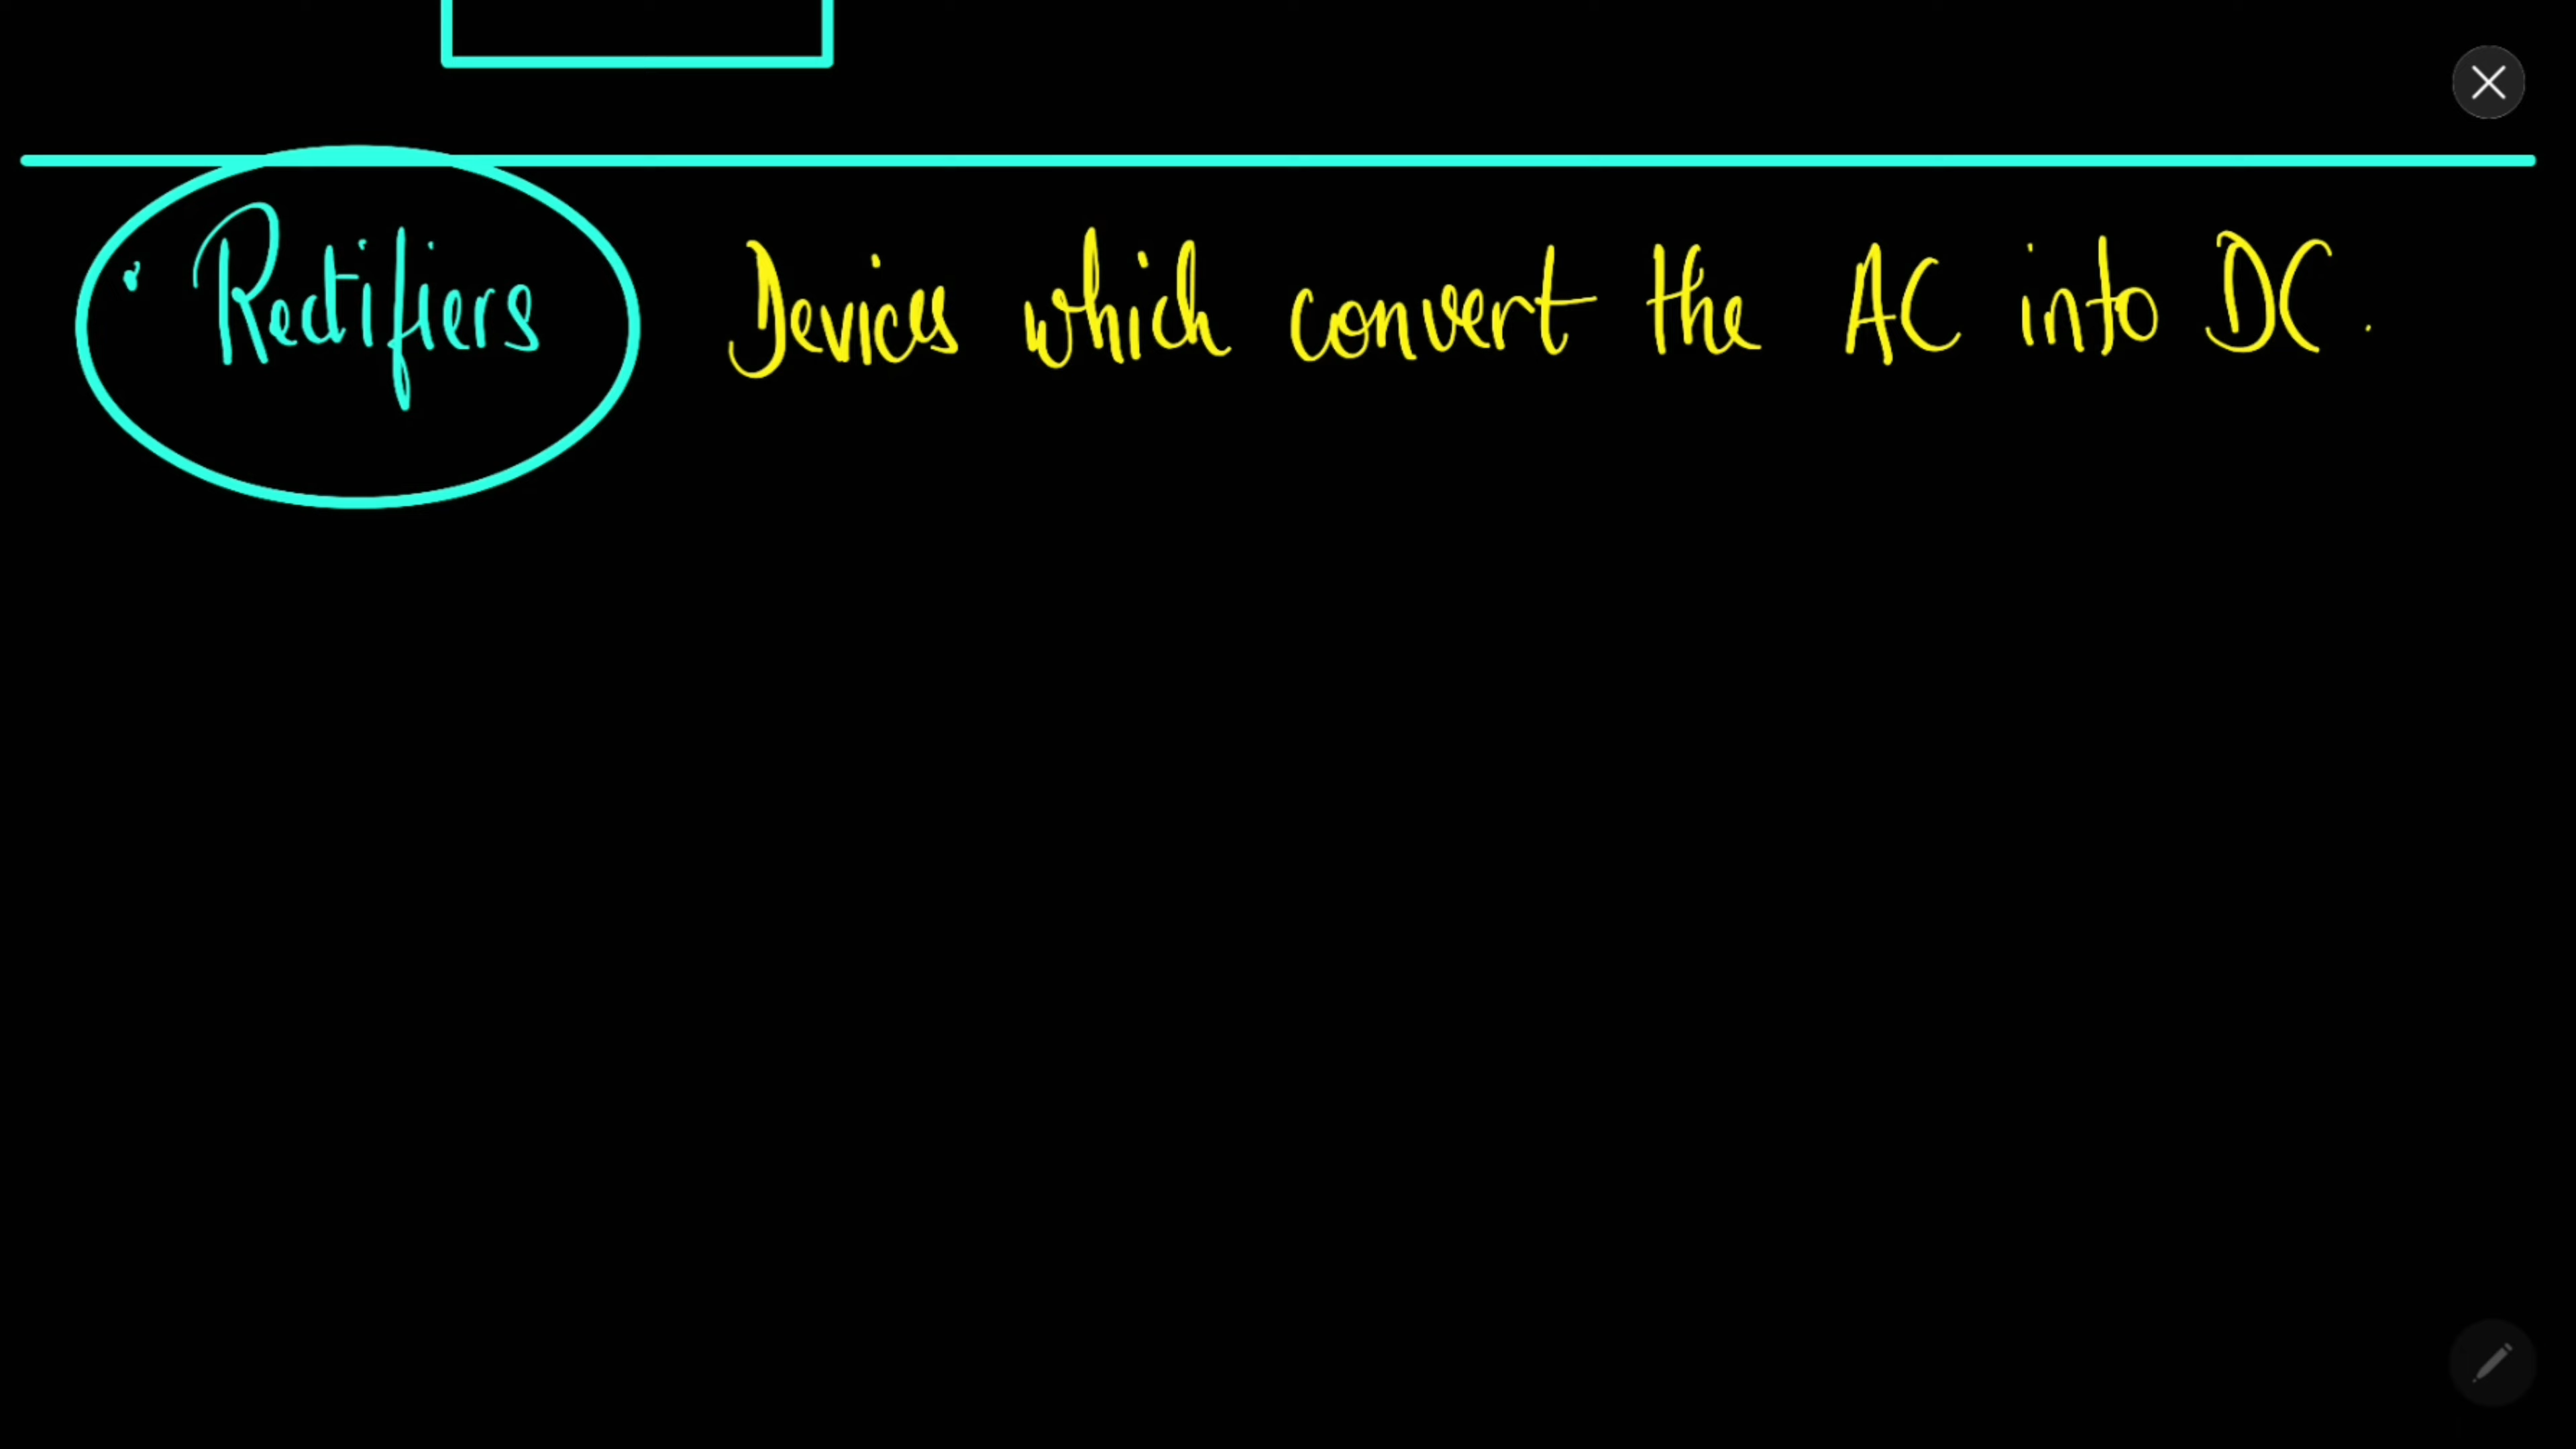 Rectifiers Devices which convert the AC into DC.